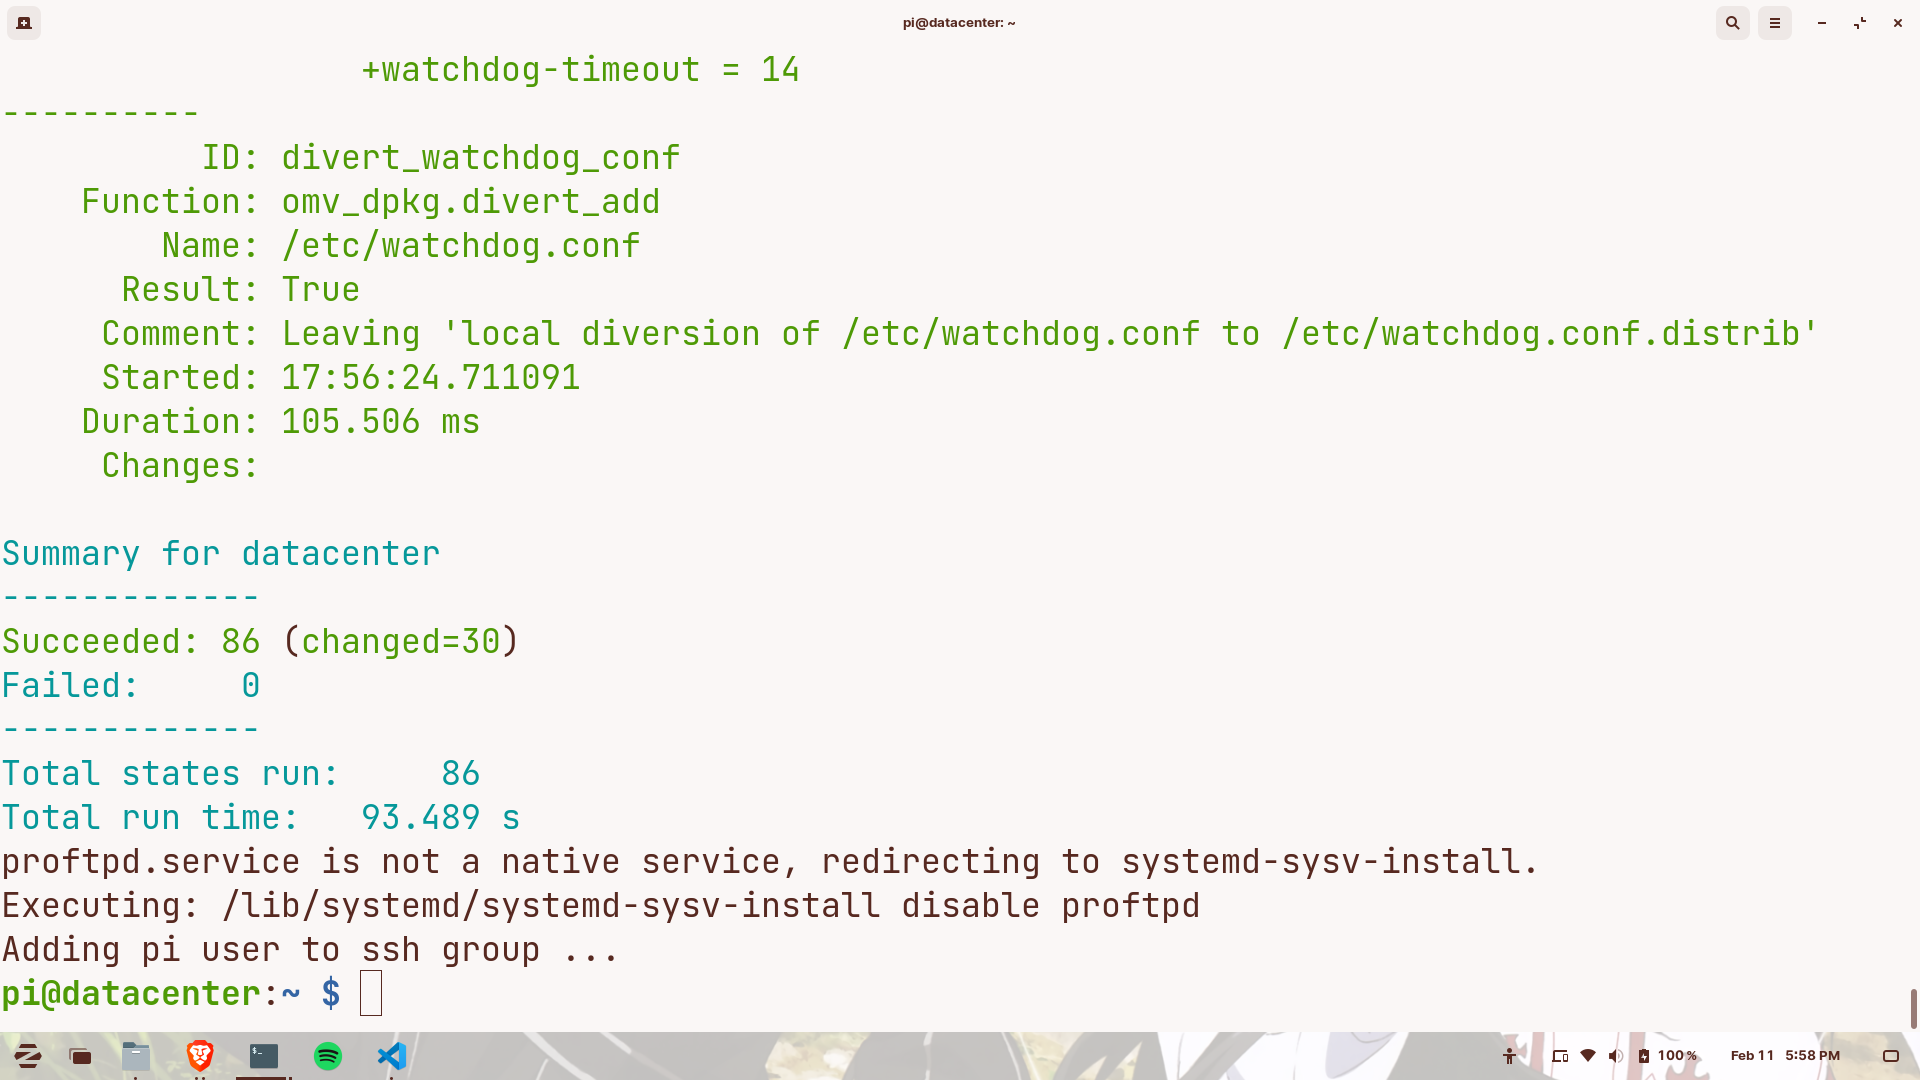 pi@datacenter: ~
+watchdog-timeout = 14
----------
ID: divert_watchdog_conf
Function: omv_dpkg.divert_add
Name: /etc/watchdog.conf
Result: True
Comment: Leaving 'local diversion of /etc/watchdog.conf to /etc/watchdog.conf.distrib'
Started: 17:56:24.711091
Duration: 105.506 ms
Changes:
Summary for datacenter
-------------
Succeeded: 86 (changed=30)
Failed: 0
-------------
Total states run: 86
Total run time: 93.489 s
proftpd.service is not a native service, redirecting to systemd-sysv-install.
Executing: /lib/systemd/systemd-sysv-install disable proftpd
Adding pi user to ssh group ...
pi@datacenter:~ $
100 % Feb 11 5:58 PM